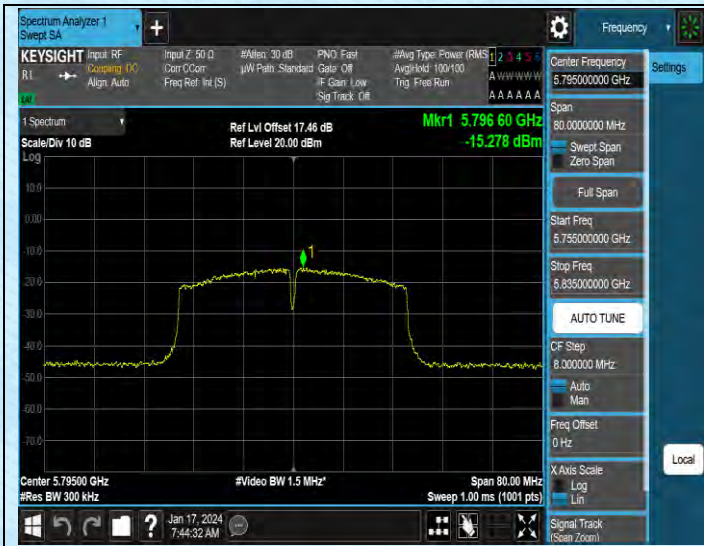 Spectrum Analyzer 1
Swept SA
+
Frequency
KEYSIGHT
RL
Input: RF
Coupling: DC
Align: Auto
Input Z: 50 Ω
Corr CCorr
Freq Ref: Int (S)
#Atten: 30 dB
µW Path: Standard
PNO: Fast
Gate: Off
IF Gain: Low
Sig Track: Off
#Avg Type: Power (RMS
Avg|Hold: 100/100
Trig: Free Run
1 2 3 4 5 6
A W W W W W
A A A A A A
1 Spectrum
Scale/Div 10 dB
Log
Ref Lvl Offset 17.46 dB
Ref Level 20.00 dBm
Mkr1 5.796 60 GHz
-15.278 dBm
1
10.0
0.00
-10.0
-20.0
-30.0
-40.0
-50.0
-60.0
-70.0
Center 5.79500 GHz
#Res BW 300 kHz
#Video BW 1.5 MHz*
Span 80.00 MHz
Sweep 1.00 ms (1001 pts)
Jan 17, 2024
7:44:32 AM
?
Center Frequency
5.795000000 GHz
Settings
Span
80.0000000 MHz
Swept Span
Zero Span
Full Span
Start Freq
5.755000000 GHz
Stop Freq
5.835000000 GHz
AUTO TUNE
CF Step
8.000000 MHz
Auto
Man
Freq Offset
0 Hz
X Axis Scale
Log
Lin
Local
Signal Track
(Span Zoom)